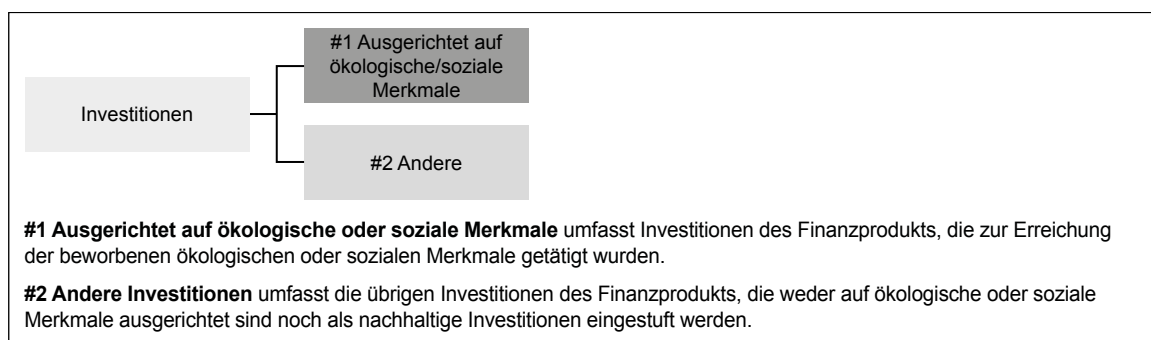 #1 Ausgerichtet auf
ökologische/soziale
Merkmale
Investitionen
#2 Andere
#1 Ausgerichtet auf ökologische oder soziale Merkmale umfasst Investitionen des Finanzprodukts, die zur Erreichung
der beworbenen ökologischen oder sozialen Merkmale getätigt wurden.
#2 Andere Investitionen umfasst die übrigen Investitionen des Finanzprodukts, die weder auf ökologische oder soziale
Merkmale ausgerichtet sind noch als nachhaltige Investitionen eingestuft werden.